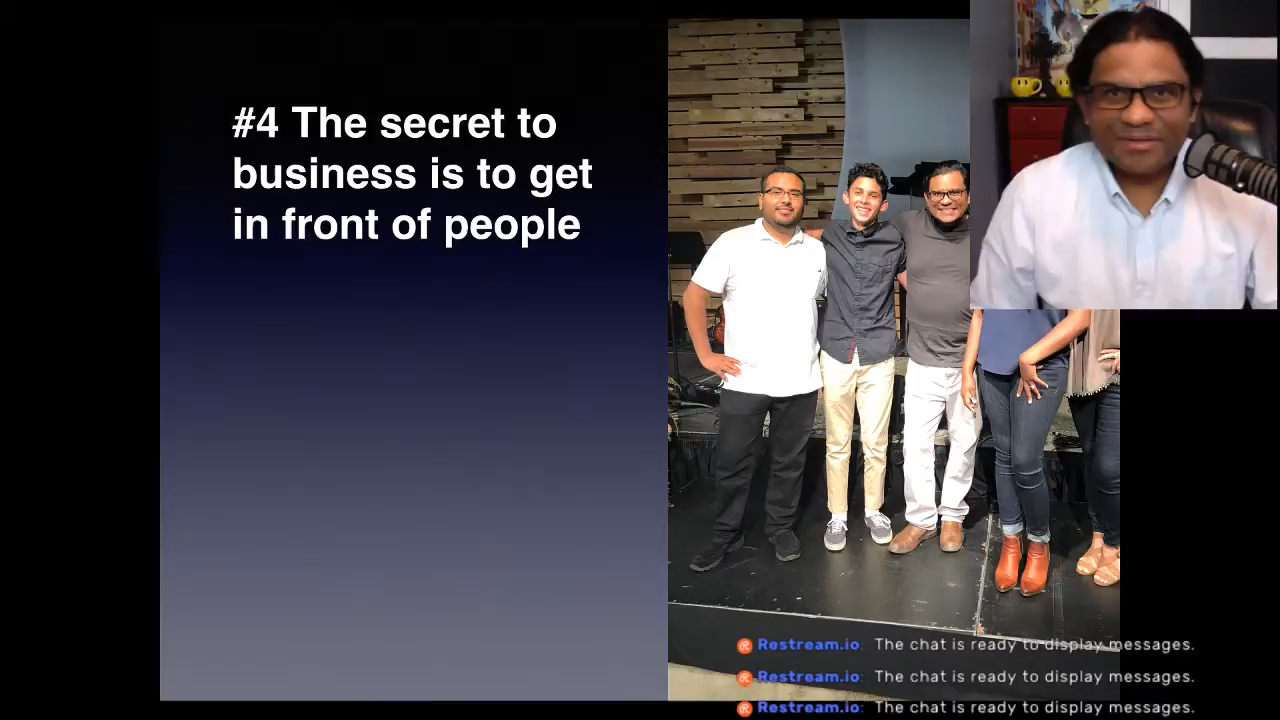 #4 The secret to
business is to get
in front of people
Restream.io: The chat is ready to display messages.
Restream.io: The chat is ready to display messages.
Restream.io: The chat is ready to display messages.